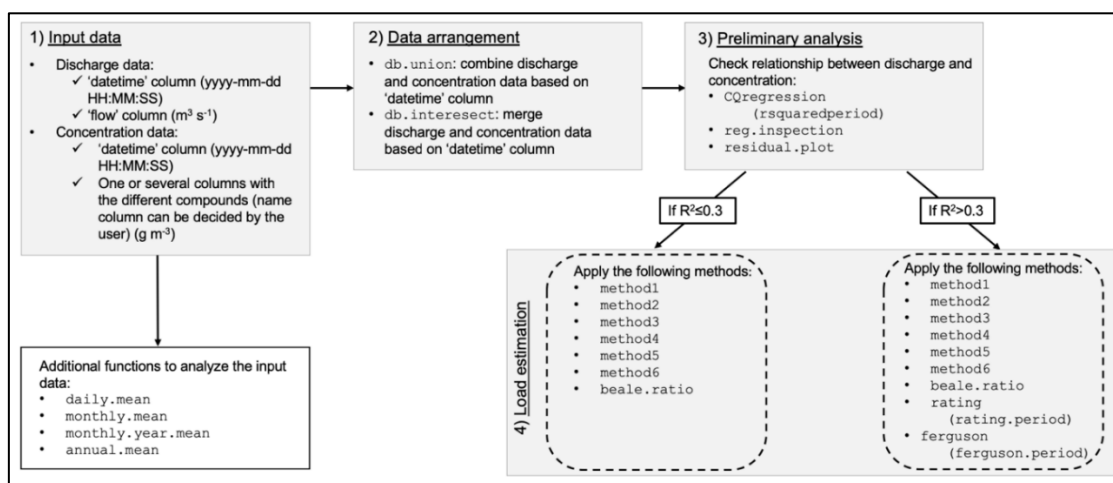 1) Input data
• Discharge data:
✓ ‘datetime’ column (yyyy-mm-dd
HH:MM:SS)
✓ ‘flow’ column (m³ s⁻¹)
• Concentration data:
✓ ‘datetime’ column (yyyy-mm-dd
HH:MM:SS)
✓ One or several columns with
the different compounds (name
column can be decided by the
user) (g m⁻³)
2) Data arrangement
• db.union: combine discharge
and concentration data based on
‘datetime’ column
• db.interesect: merge
discharge and concentration data
based on ‘datetime’ column
3) Preliminary analysis
Check relationship between discharge and
concentration:
• CQregression
(rsquaredperiod)
• reg.inspection
• residual.plot
If R²≤0.3
If R²>0.3
Additional functions to analyze the input
data:
• daily.mean
• monthly.mean
• monthly.year.mean
• annual.mean
4) Load estimation
Apply the following methods:
• method1
• method2
• method3
• method4
• method5
• method6
• beale.ratio
Apply the following methods:
• method1
• method2
• method3
• method4
• method5
• method6
• beale.ratio
• rating
(rating.period)
• ferguson
(ferguson.period)